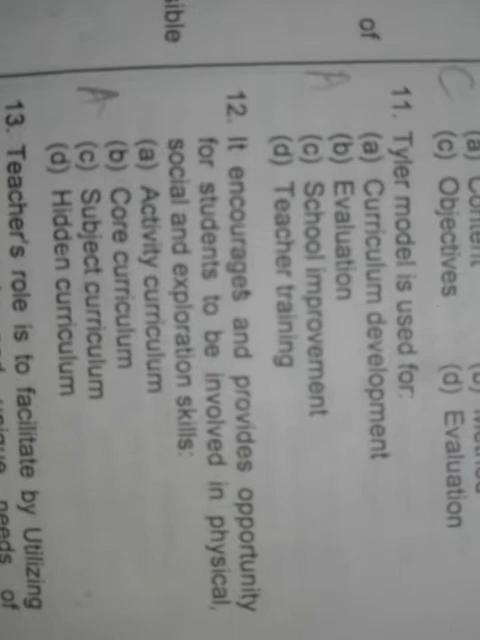 of
sible
(a) Content
(c) Objectives (d) Evaluation
C
11. Tyler model is used for:
(a) Curriculum development
(b) Evaluation
A
(c) School improvement
(d) Teacher training
12. It encourages and provides opportunity
for students to be involved in physical,
social and exploration skills:
(a) Activity curriculum
(b) Core curriculum
A
(c) Subject curriculum
(d) Hidden curriculum
13. Teacher's role is to facilitate by Utilizing
needs of